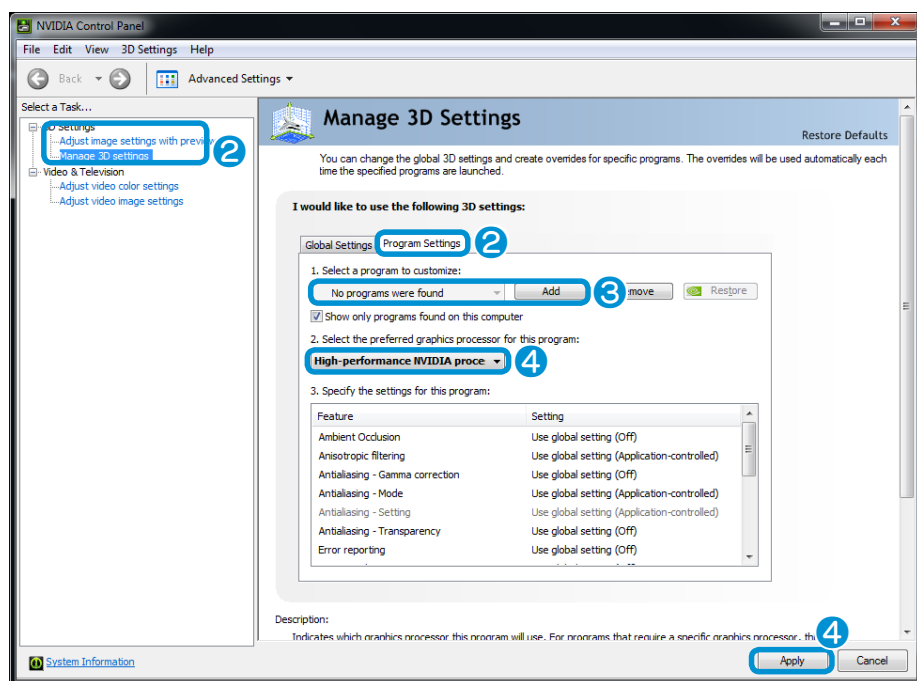 NVIDIA Control Panel
File Edit View 3D Settings Help
Back Advanced Settings
Select a Task...
3D Settings
Adjust image settings with preview
Manage 3D settings
2
Video & Television
Adjust video color settings
Adjust video image settings
Manage 3D Settings
Restore Defaults
You can change the global 3D settings and create overrides for specific programs. The overrides will be used automatically each
time the specified programs are launched.
I would like to use the following 3D settings:
Global Settings Program Settings 2
1. Select a program to customize:
No programs were found Add 3 Restore
Show only programs found on this computer
2. Select the preferred graphics processor for this program:
High-performance NVIDIA proce 4
3. Specify the settings for this program:
Feature Setting
Ambient Occlusion Use global setting (Off)
Anisotropic filtering Use global setting (Application-controlled)
Antialiasing - Gamma correction Use global setting (Off)
Antialiasing - Mode Use global setting (Application-controlled)
Antialiasing - Setting Use global setting (Application-controlled)
Antialiasing - Transparency Use global setting (Off)
Error reporting Use global setting (Off)
Description:
Indicates which graphics processor this program will use. For programs that require a specific graphics processor,
4
System Information
Apply Cancel